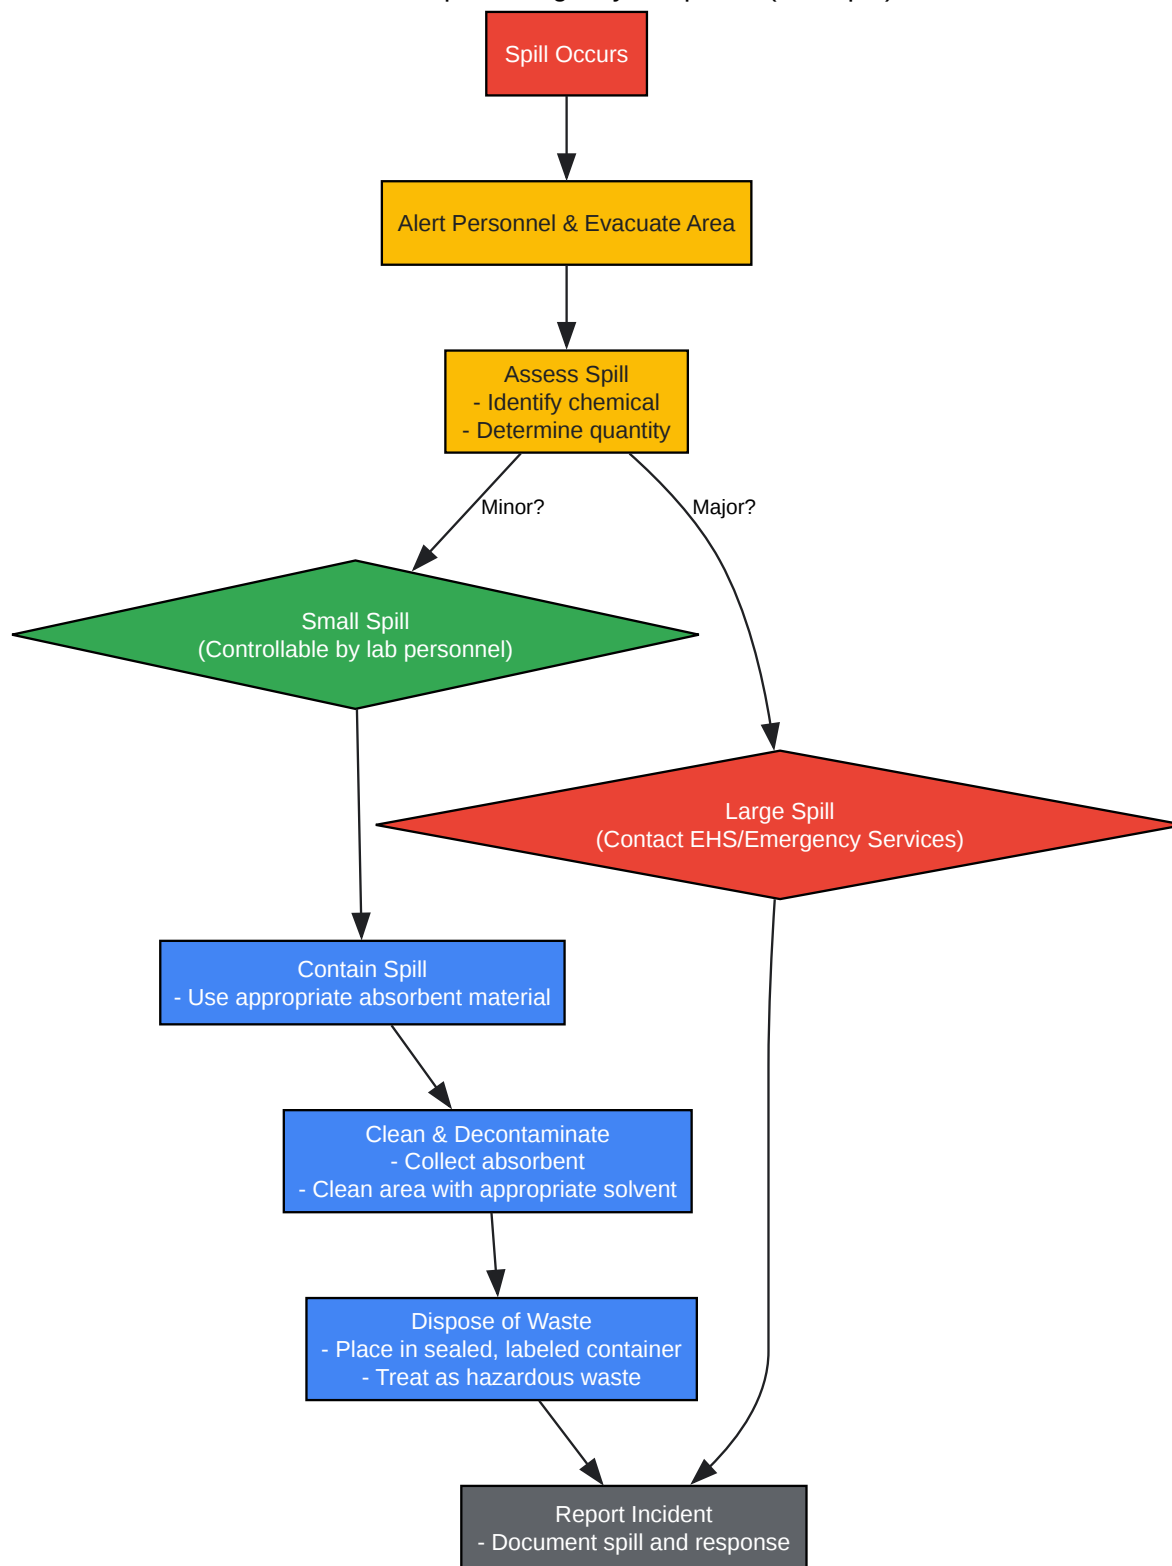 Spill Occurs
Alert Personnel & Evacuate Area
Assess Spill
- Identify chemical
- Determine quantity
Minor?
Major?
Small Spill
(Controllable by lab personnel)
Large Spill
(Contact EHS/Emergency Services)
Contain Spill
- Use appropriate absorbent material
Clean & Decontaminate
- Collect absorbent
- Clean area with appropriate solvent
Dispose of Waste
- Place in sealed, labeled container
- Treat as hazardous waste
Report Incident
- Document spill and response